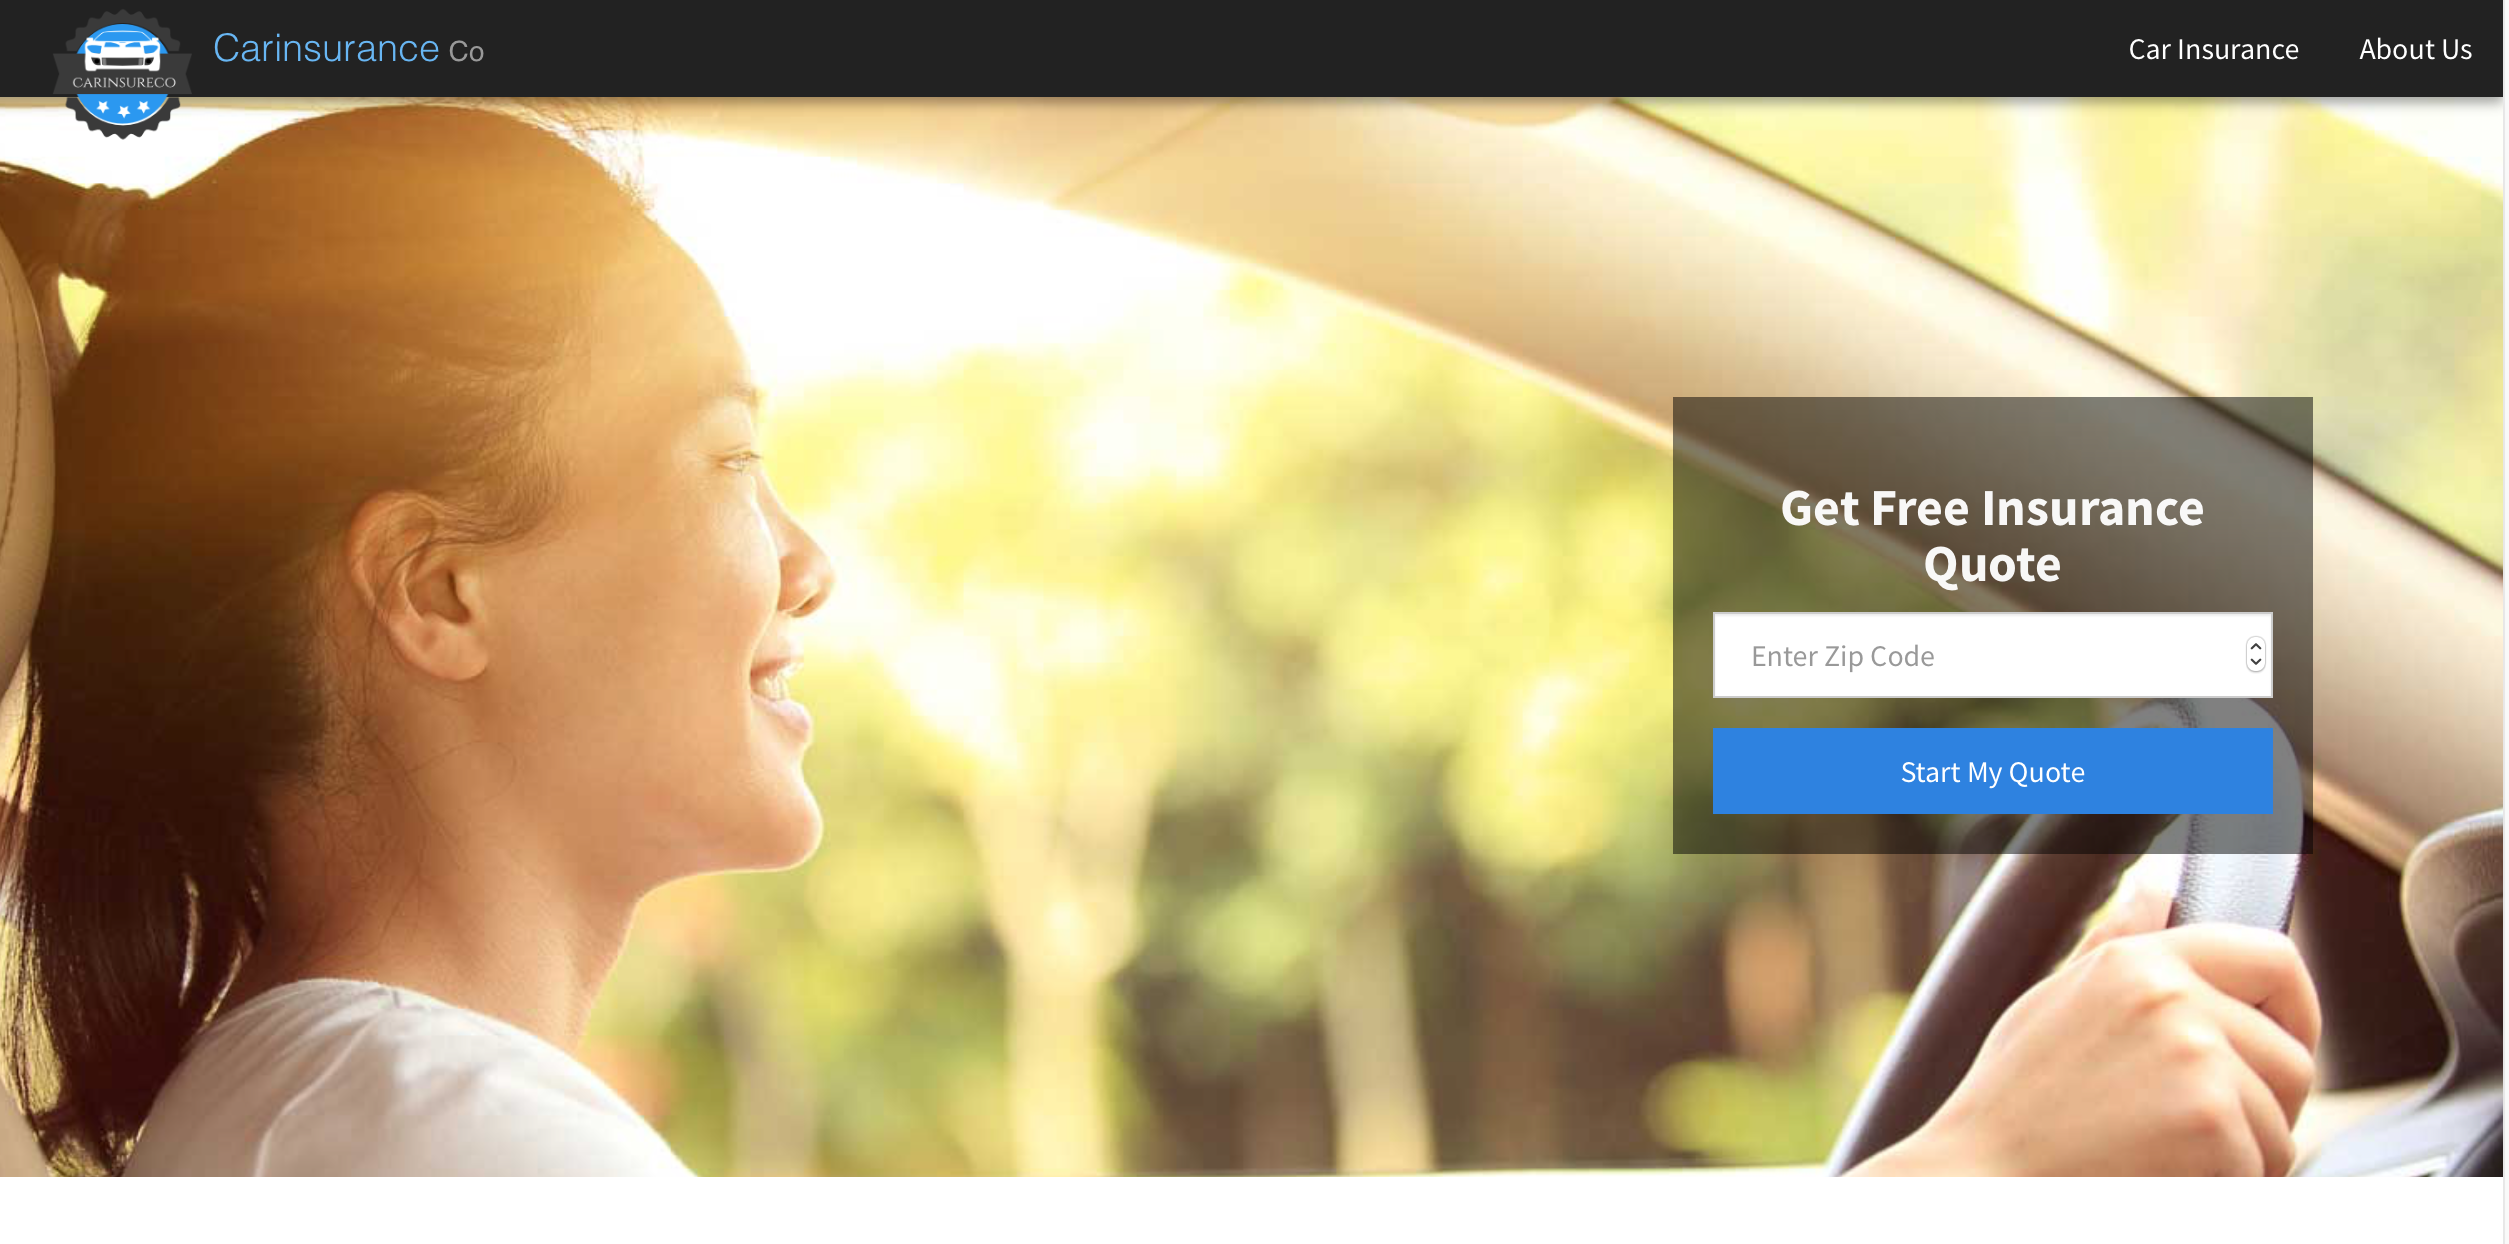 CARINSURECO
Carinsurance Co
Car Insurance
About Us
Get Free Insurance
Quote
Enter Zip Code
Start My Quote